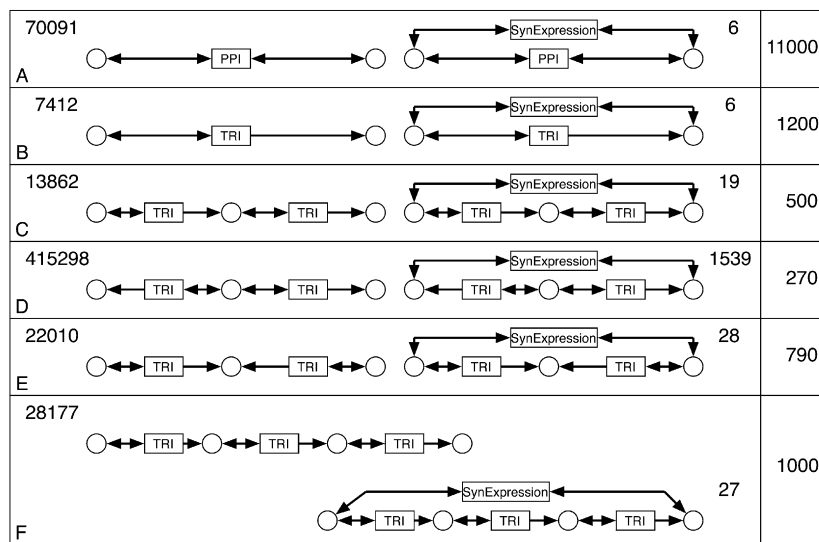 70091 SynExpression 6
PPI PPI 11000
A
7412 SynExpression 6
TRI TRI 1200
B
13862 SynExpression 19
TRI TRI TRI TRI 500
C
415298 SynExpression 1539
TRI TRI TRI TRI 270
D
22010 SynExpression 28
TRI TRI TRI TRI 790
E
28177
TRI TRI TRI
1000
SynExpression 27
TRI TRI TRI
F